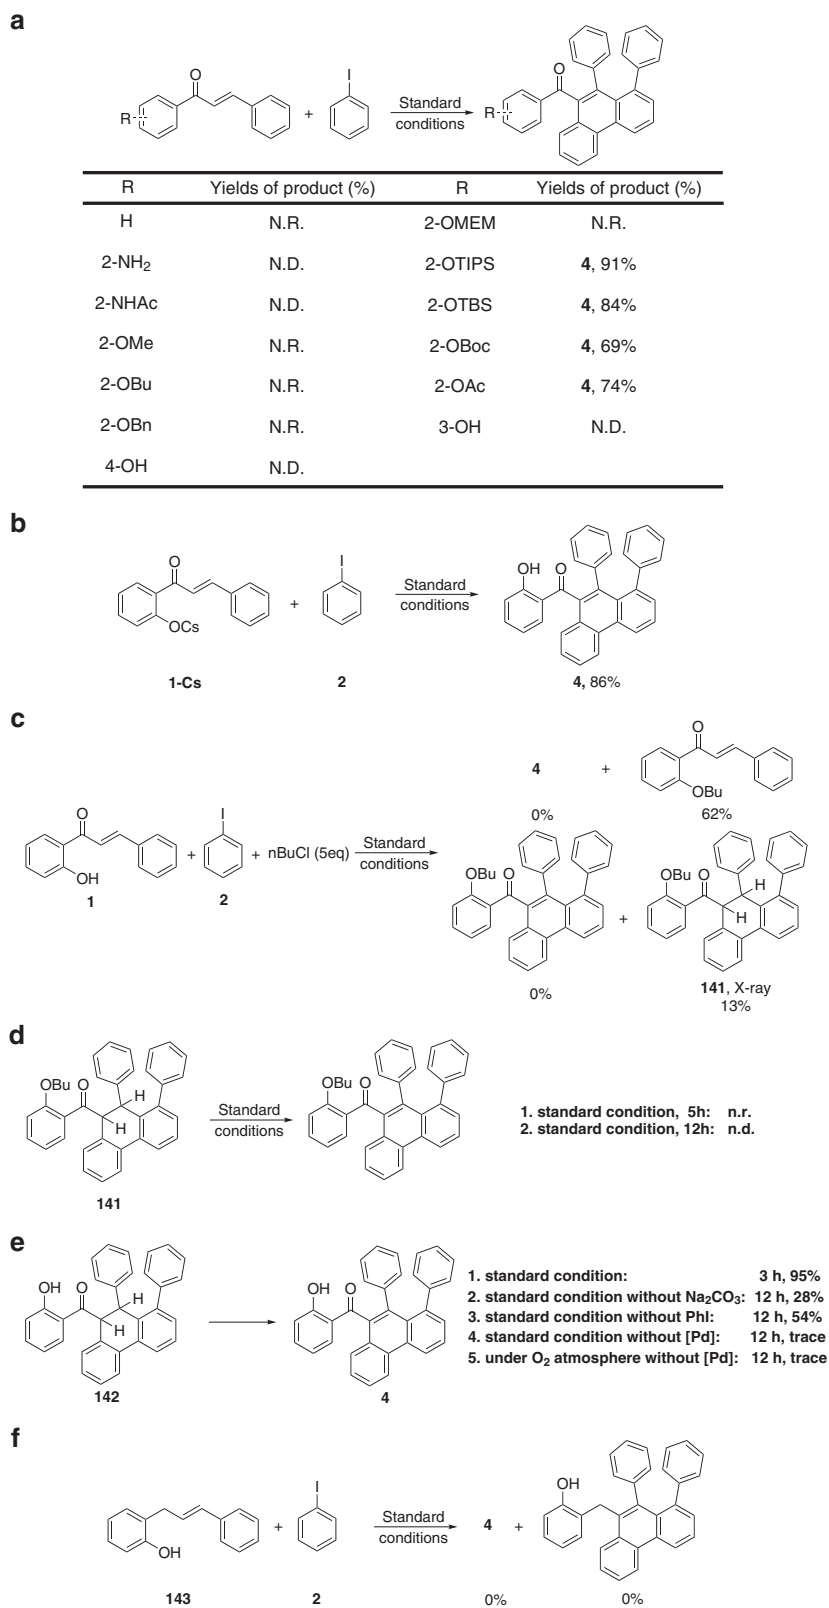 a
O
I
R
+
Standard
conditions
O
R
R Yields of product (%) R Yields of product (%)
H N.R. 2-OMEM N.R.
2-NH2 N.D. 2-OTIPS 4, 91%
2-NHAc N.D. 2-OTBS 4, 84%
2-OMe N.R. 2-OBoc 4, 69%
2-OBu N.R. 2-OAc 4, 74%
2-OBn N.R. 3-OH N.D.
4-OH N.D.
b
O
OCs
+
I
Standard
conditions
OH O
1-Cs 2 4, 86%
c
4 +
O
OBu
0% 62%
O
OH
1
+
I
2
+ nBuCl (5eq)
Standard
conditions
OBu O
0%
+
OBu O
H
H
141, X-ray
13%
d
OBu O
H
H
141
Standard
conditions
OBu O
1. standard condition, 5h: n.r.
2. standard condition, 12h: n.d.
e
OH O
H
H
142
OH O
4
1. standard condition: 3 h, 95%
2. standard condition without Na2CO3: 12 h, 28%
3. standard condition without PhI: 12 h, 54%
4. standard condition without [Pd]: 12 h, trace
5. under O2 atmosphere without [Pd]: 12 h, trace
f
OH
+
I
Standard
conditions
4 +
OH
143 2 0% 0%